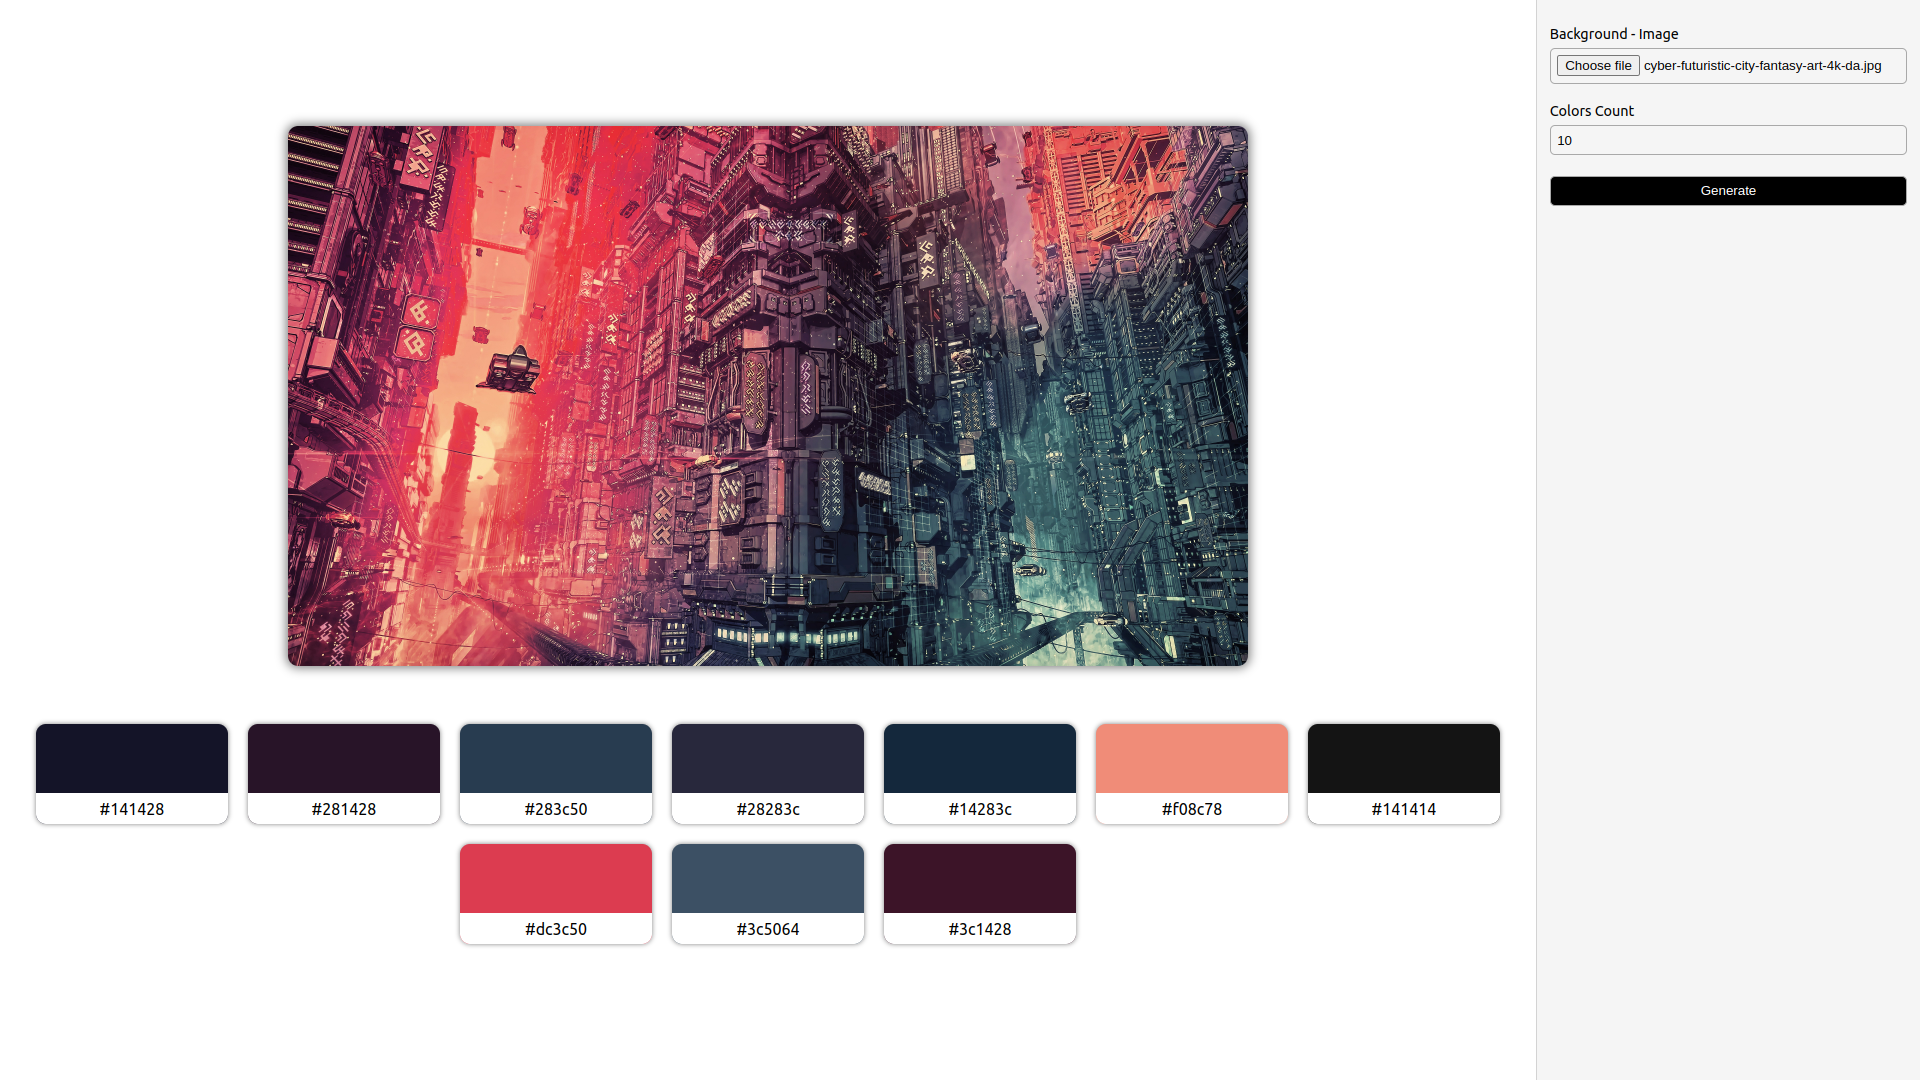 Background - Image
Choose file cyber-futuristic-city-fantasy-art-4k-da.jpg
Colors Count
10
Generate
#141428
#281428
#283c50
#28283c
#14283c
#f08c78
#141414
#dc3c50
#3c5064
#3c1428